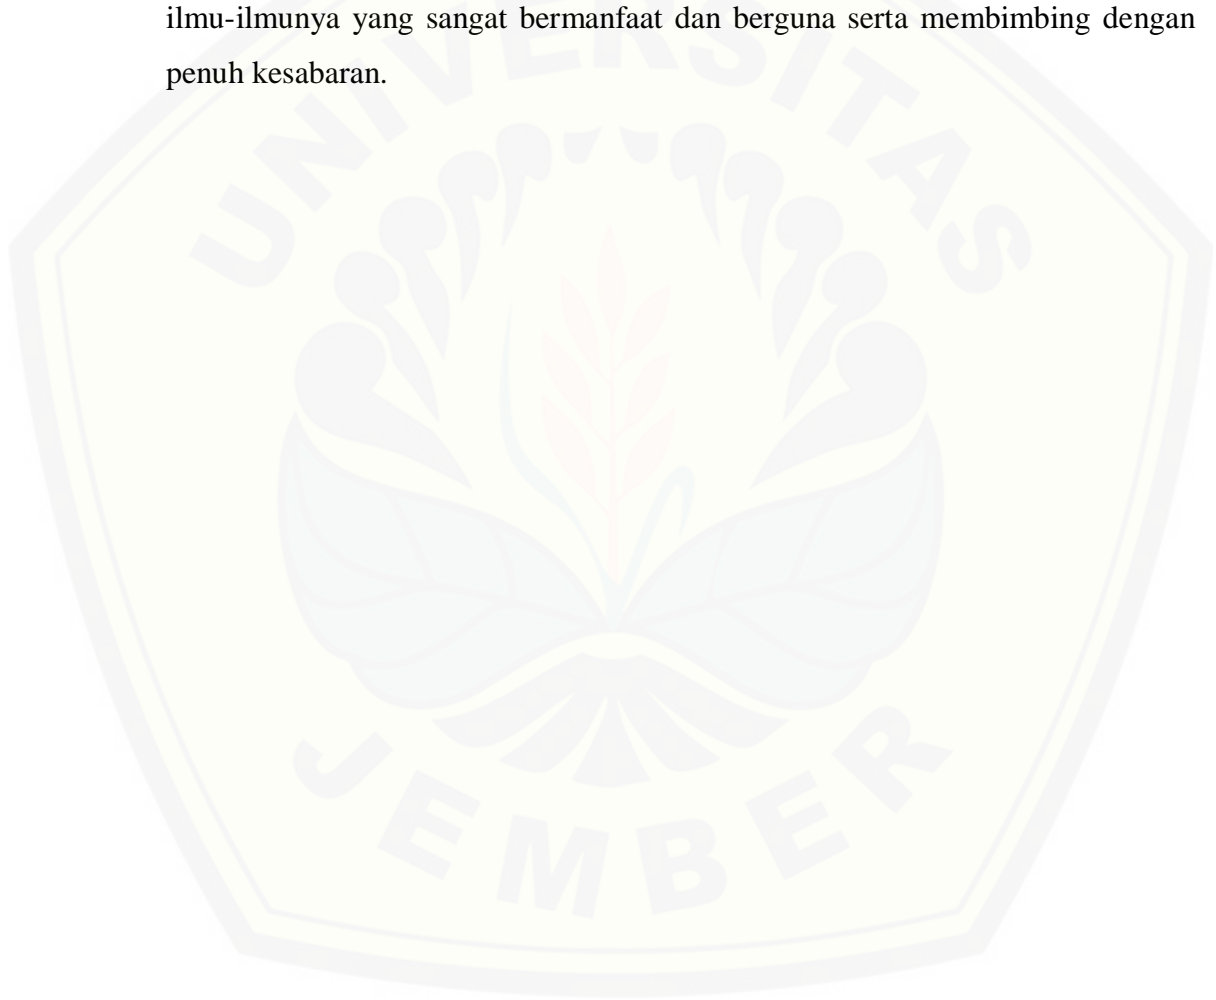 ilmu-ilmunya yang sangat bermanfaat dan berguna serta membimbing dengan
penuh kesabaran.
UNIVERSITAS
JEMBER